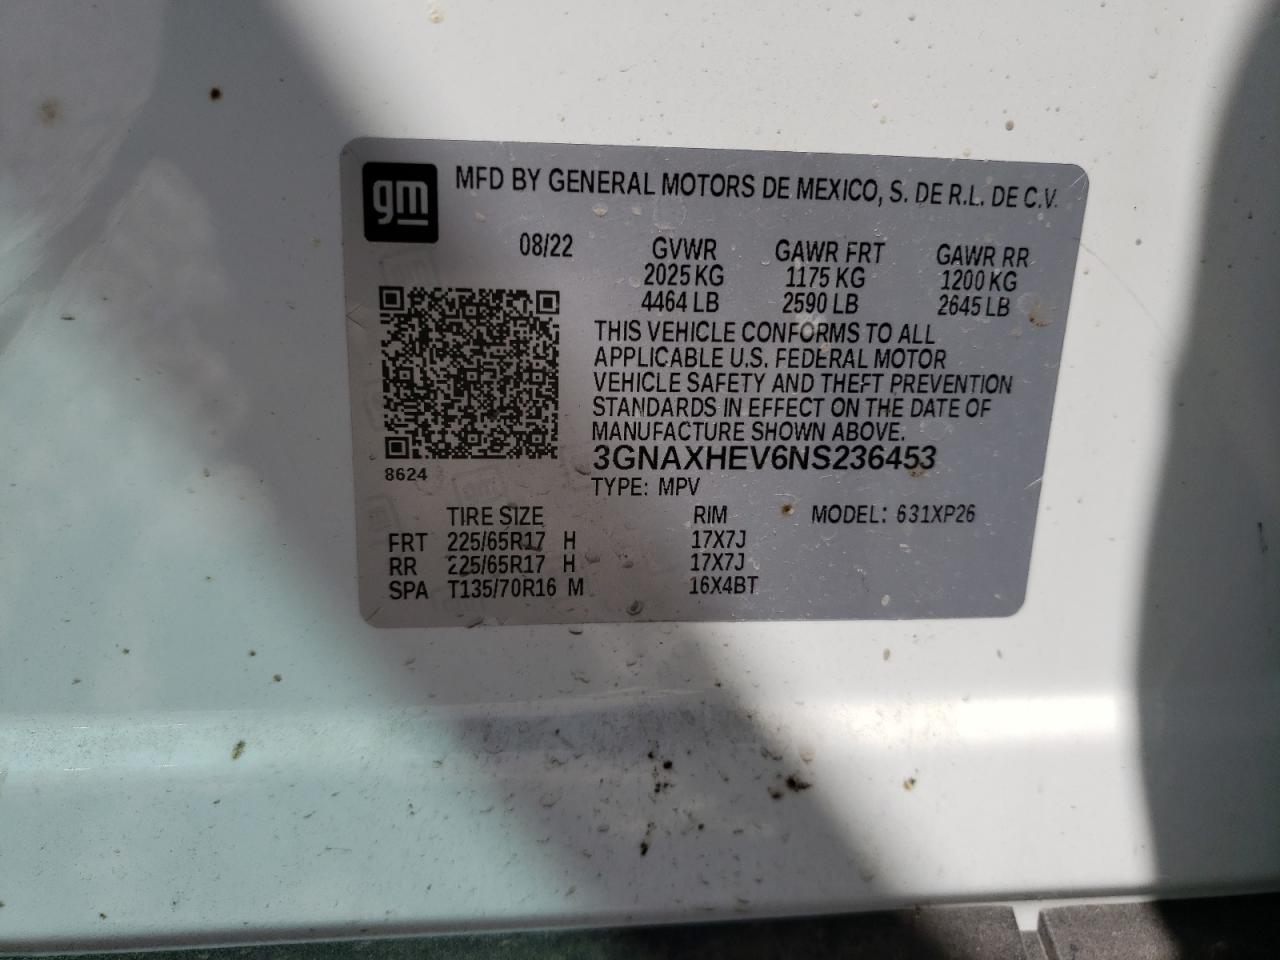 gm
MFD BY GENERAL MOTORS DE MEXICO, S. DE R.L. DE C.V.
08/22 GVWR GAWR FRT GAWR RR
2025 KG 1175 KG 1200 KG
4464 LB 2590 LB 2645 LB
THIS VEHICLE CONFORMS TO ALL
APPLICABLE U.S. FEDERAL MOTOR
VEHICLE SAFETY AND THEFT PREVENTION
STANDARDS IN EFFECT ON THE DATE OF
MANUFACTURE SHOWN ABOVE.
3GNAXHEV6NS236453
8624
TYPE: MPV
TIRE SIZE RIM MODEL: 631XP26
FRT 225/65R17 H 17X7J
RR 225/65R17 H 17X7J
SPA T135/70R16 M 16X4BT